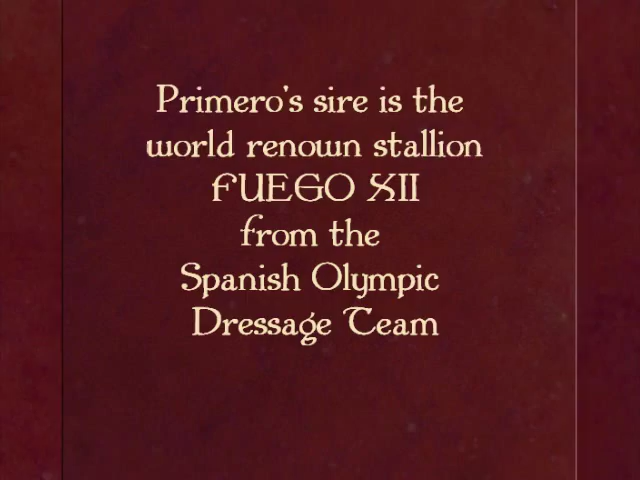 Primero's sire is the
world renown stallion
FUEGO XII
from the
Spanish Olympic
Dressage Team